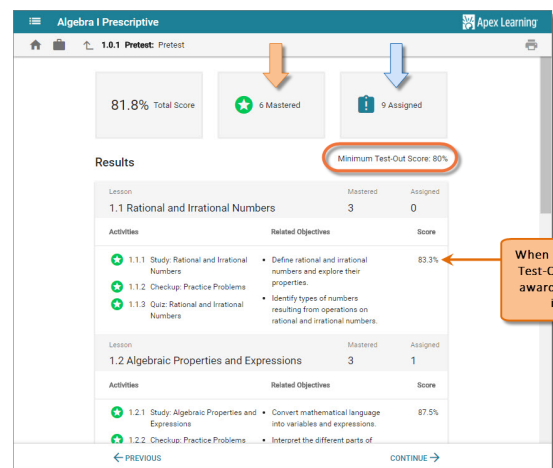 Algebra I Prescriptive
Apex Learning
1.0.1 Pretest: Pretest
81.8% Total Score
6 Mastered
9 Assigned
Minimum Test-Out Score: 80%
Results
Lesson Mastered Assigned
1.1 Rational and Irrational Numbers 3 0
Activities Related Objectives Score
1.1.1 Study: Rational and Irrational
Numbers
1.1.2 Checkup: Practice Problems
1.1.3 Quiz: Rational and Irrational
Numbers
• Define rational and irrational
numbers and explore their
properties.
• Identify types of numbers
resulting from operations on
rational and irrational numbers.
83.3%
When
Test-O
award
i
Lesson Mastered Assigned
1.2 Algebraic Properties and Expressions 3 1
Activities Related Objectives Score
1.2.1 Study: Algebraic Properties and
Expressions
1.2.2 Checkup: Practice Problems
• Convert mathematical language
into variables and expressions.
• Interpret the different parts of
87.5%
PREVIOUS
CONTINUE